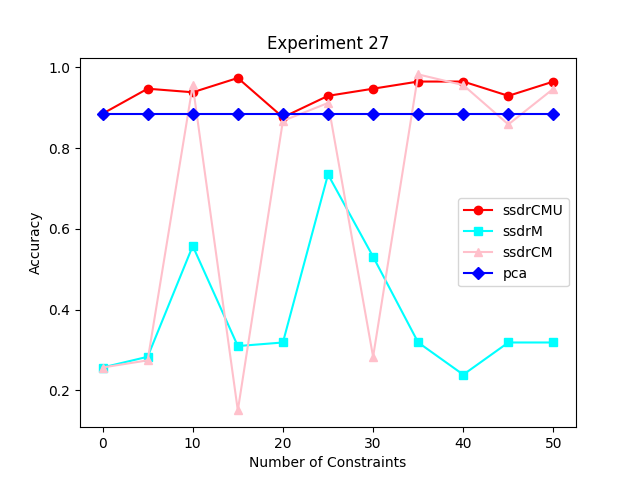 Experiment 27
1.0
0.8
0.6
0.4
0.2
Accuracy
ssdrCMU
ssdrM
ssdrCM
pca
0 10 20 30 40 50
Number of Constraints